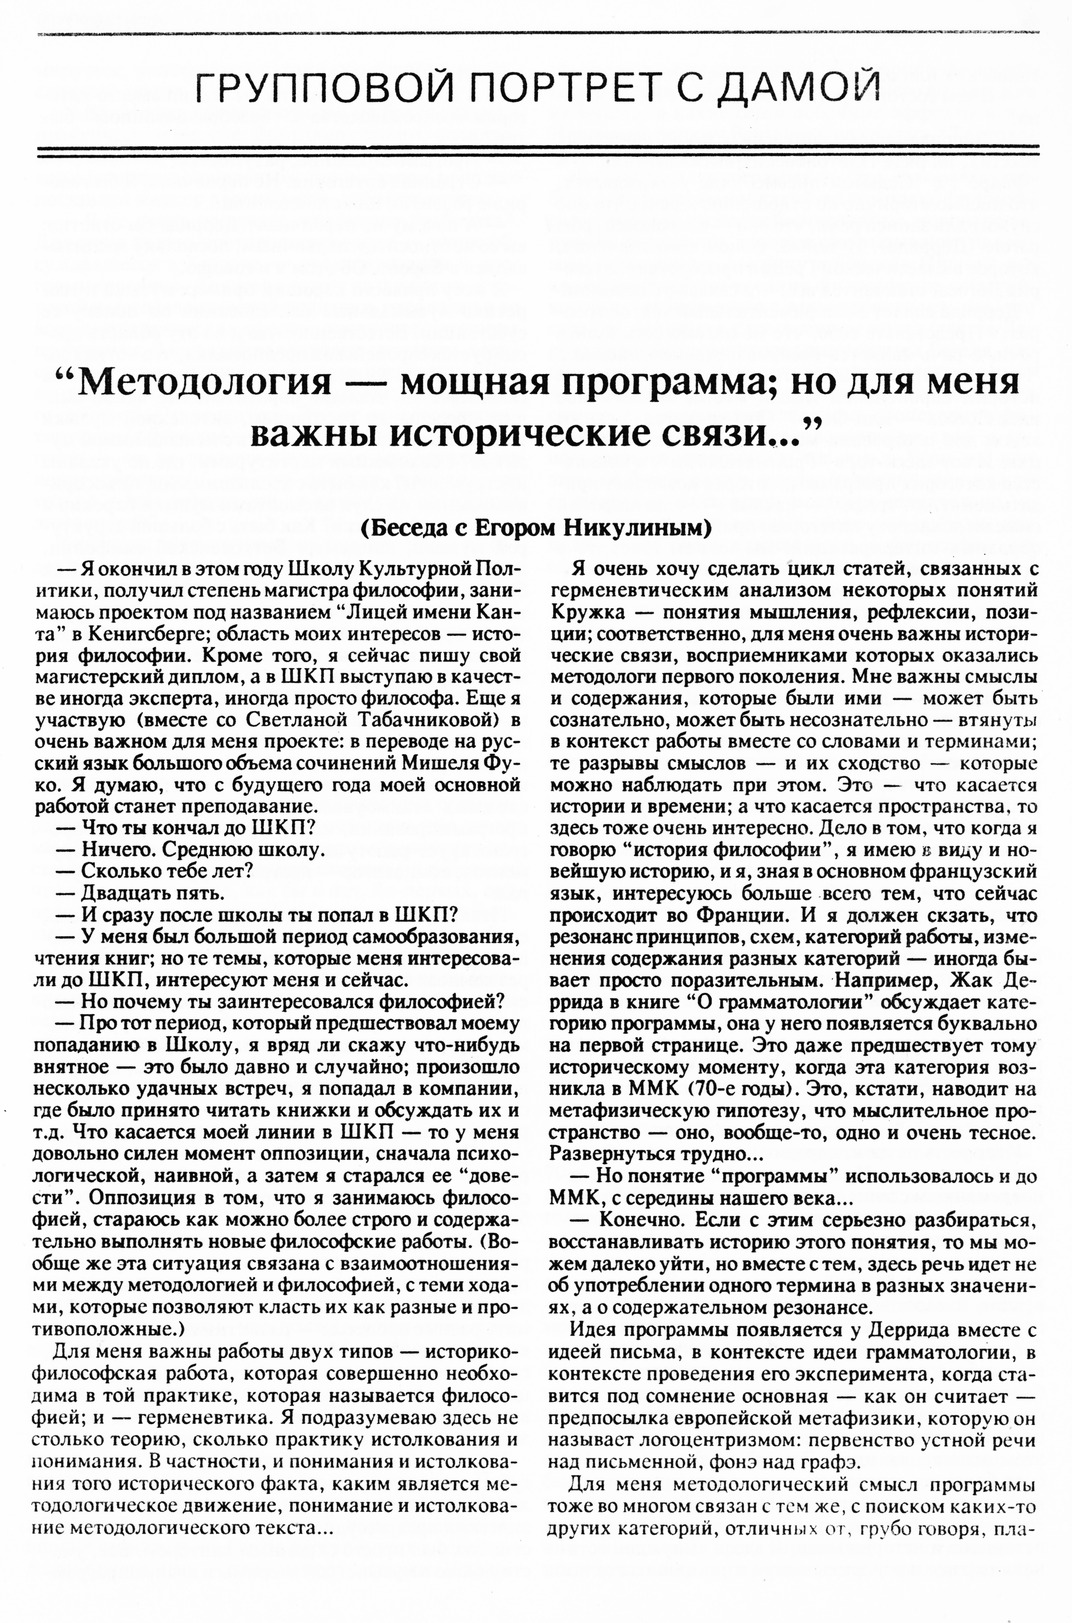 ГРУППОВОЙ ПОРТРЕТ С ДАМОЙ
“Методология — мощная программа; но для меня
важны исторические связи...”
(Беседа с Егором Никулиным)
— Я окончил в этом году Школу Культурной Пол-
итики, получил степень магистра философии, зани-
маюсь проектом под названием “Лицей имени Кан-
та” в Кенигсберге; область моих интересов — исто-
рия философии. Кроме того, я сейчас пишу свой
магистерский диплом, а в ШКП выступаю в качест-
ве иногда эксперта, иногда просто философа. Еще я
участвую (вместе со Светланой Табачниковой) в
очень важном для меня проекте: в переводе на рус-
ский язык большого объема сочинений Мишеля Фу-
ко. Я думаю, что с будущего года моей основной
работой станет преподавание.
— Что ты кончал до ШКП?
— Ничего. Среднюю школу.
— Сколько тебе лет?
— Двадцать пять.
— И сразу после школы ты попал в ШКП?
— У меня был большой период самообразования,
чтения книг; но те темы, которые меня интересова-
ли до ШКП, интересуют меня и сейчас.
— Но почему ты заинтересовался философией?
— Про тот период, который предшествовал моему
попаданию в Школу, я вряд ли скажу что-нибудь
внятное — это было давно и случайно; произошло
несколько удачных встреч, я попадал в компании,
где было принято читать книжки и обсуждать их и
т.д. Что касается моей линии в ШКП — то у меня
довольно силен момент оппозиции, сначала психо-
логической, наивной, а затем я старался ее “дове-
сти”. Оппозиция в том, что я занимаюсь филосо-
фией, стараюсь как можно более строго и содержа-
тельно выполнять новые философские работы. (Во-
обще же эта ситуация связана с взаимоотношения-
ми между методологией и философией, с теми хода-
ми, которые позволяют класть их как разные и про-
тивоположные.)
Для меня важны работы двух типов — историко-
философская работа, которая совершенно необхо-
дима в той практике, которая называется филосо-
фией; и — герменевтика. Я подразумеваю здесь не
столько теорию, сколько практику истолкования и
понимания. В частности, и понимания и истолкова-
ния того исторического факта, каким является ме-
тодологическое движение, понимание и истолкова-
ние методологического текста...
Я очень хочу сделать цикл статей, связанных с
герменевтическим анализом некоторых понятий
Кружка — понятия мышления, рефлексии, пози-
ции; соответственно, для меня очень важны истори-
ческие связи, восприемниками которых оказались
методологи первого поколения. Мне важны смыслы
и содержания, которые были ими — может быть
сознательно, может быть несознательно — втянуты
в контекст работы вместе со словами и терминами;
те разрывы смыслов — и их сходство — которые
можно наблюдать при этом. Это — что касается
истории и времени; а что касается пространства, то
здесь тоже очень интересно. Дело в том, что когда я
говорю “история философии”, я имею в виду и но-
вейшую историю, и я, зная в основном французский
язык, интересуюсь больше всего тем, что сейчас
происходит во Франции. И я должен скзать, что
резонанс принципов, схем, категорий работы, изме-
нения содержания разных категорий — иногда бы-
вает просто поразительным. Например, Жак Де-
ррида в книге “О грамматологии” обсуждает кате-
горию программы, она у него появляется буквально
на первой странице. Это даже предшествует тому
историческому моменту, когда эта категория воз-
никла в ММК (70-е годы). Это, кстати, наводит на
метафизическую гипотезу, что мыслительное про-
странство — оно, вообще-то, одно и очень тесное.
Развернуться трудно...
— Но понятие “программы” использовалось и до
ММК, с середины нашего века...
— Конечно. Если с этим серьезно разбираться,
восстанавливать историю этого понятия, то мы мо-
жем далеко уйти, но вместе с тем, здесь речь идет не
об употреблении одного термина в разных значени-
ях, а о содержательном резонансе.
Идея программы появляется у Деррида вместе с
идеей письма, в контексте идеи грамматологии, в
контексте проведения его эксперимента, когда ста-
вится под сомнение основная — как он считает —
предпосылка европейской метафизики, которую он
называет логоцентризмом: первенство устной речи
над письменной, фонэ над графэ.
Для меня методологический смысл программы
тоже во многом связан с тем же, с поиском каких-то
других категорий, отличных от, грубо говоря, пла-